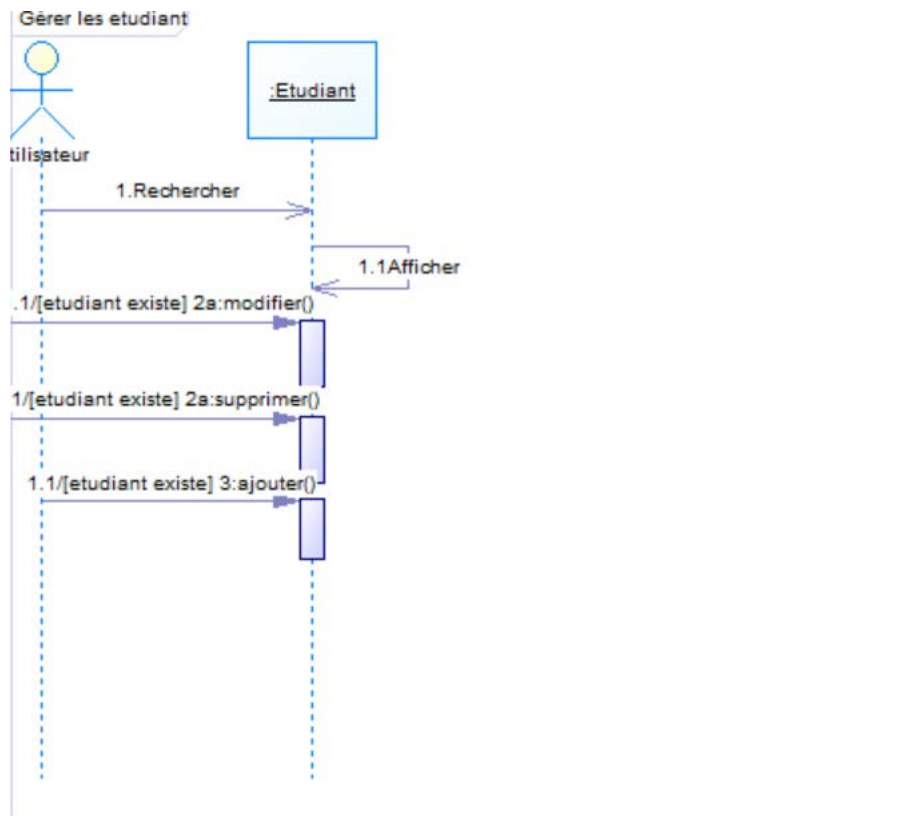 Gérer les etudiant
:Etudiant
tilisateur
1.Rechercher
1.1Afficher
.1/[etudiant existe] 2a:modifier()
1/[etudiant existe] 2a:supprimer()
1.1/[etudiant existe] 3:ajouter()